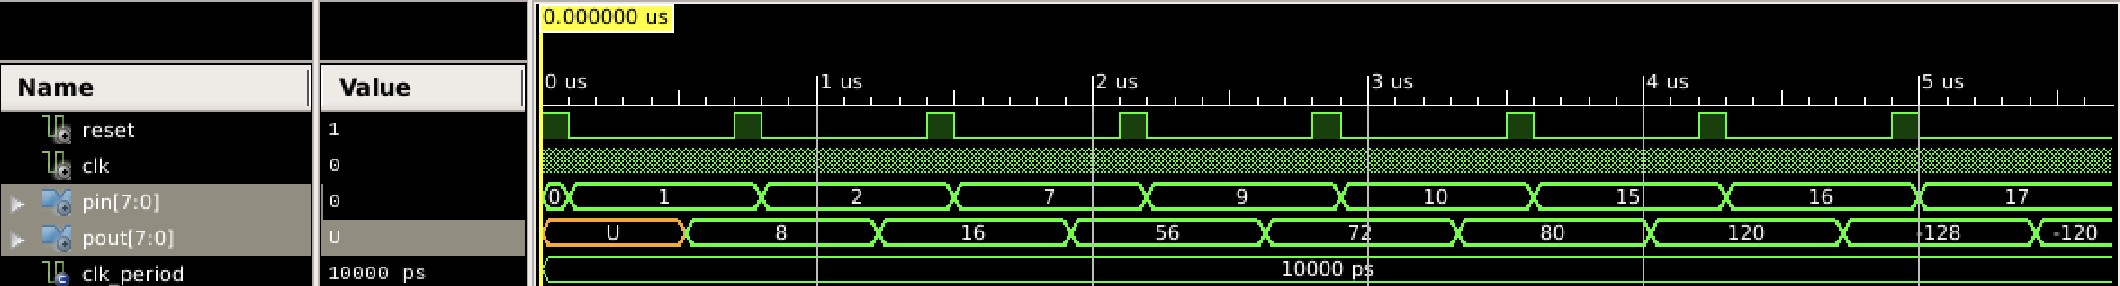 0.000000 us
Name Value 0 us 1 us 2 us 3 us 4 us 5 us
reset 1
clk 0
pin[7:0] 0 0 1 2 7 9 10 15 16 17
pout[7:0] U U 8 16 56 72 80 120 -128 -120
clk_period 10000 ps 10000 ps